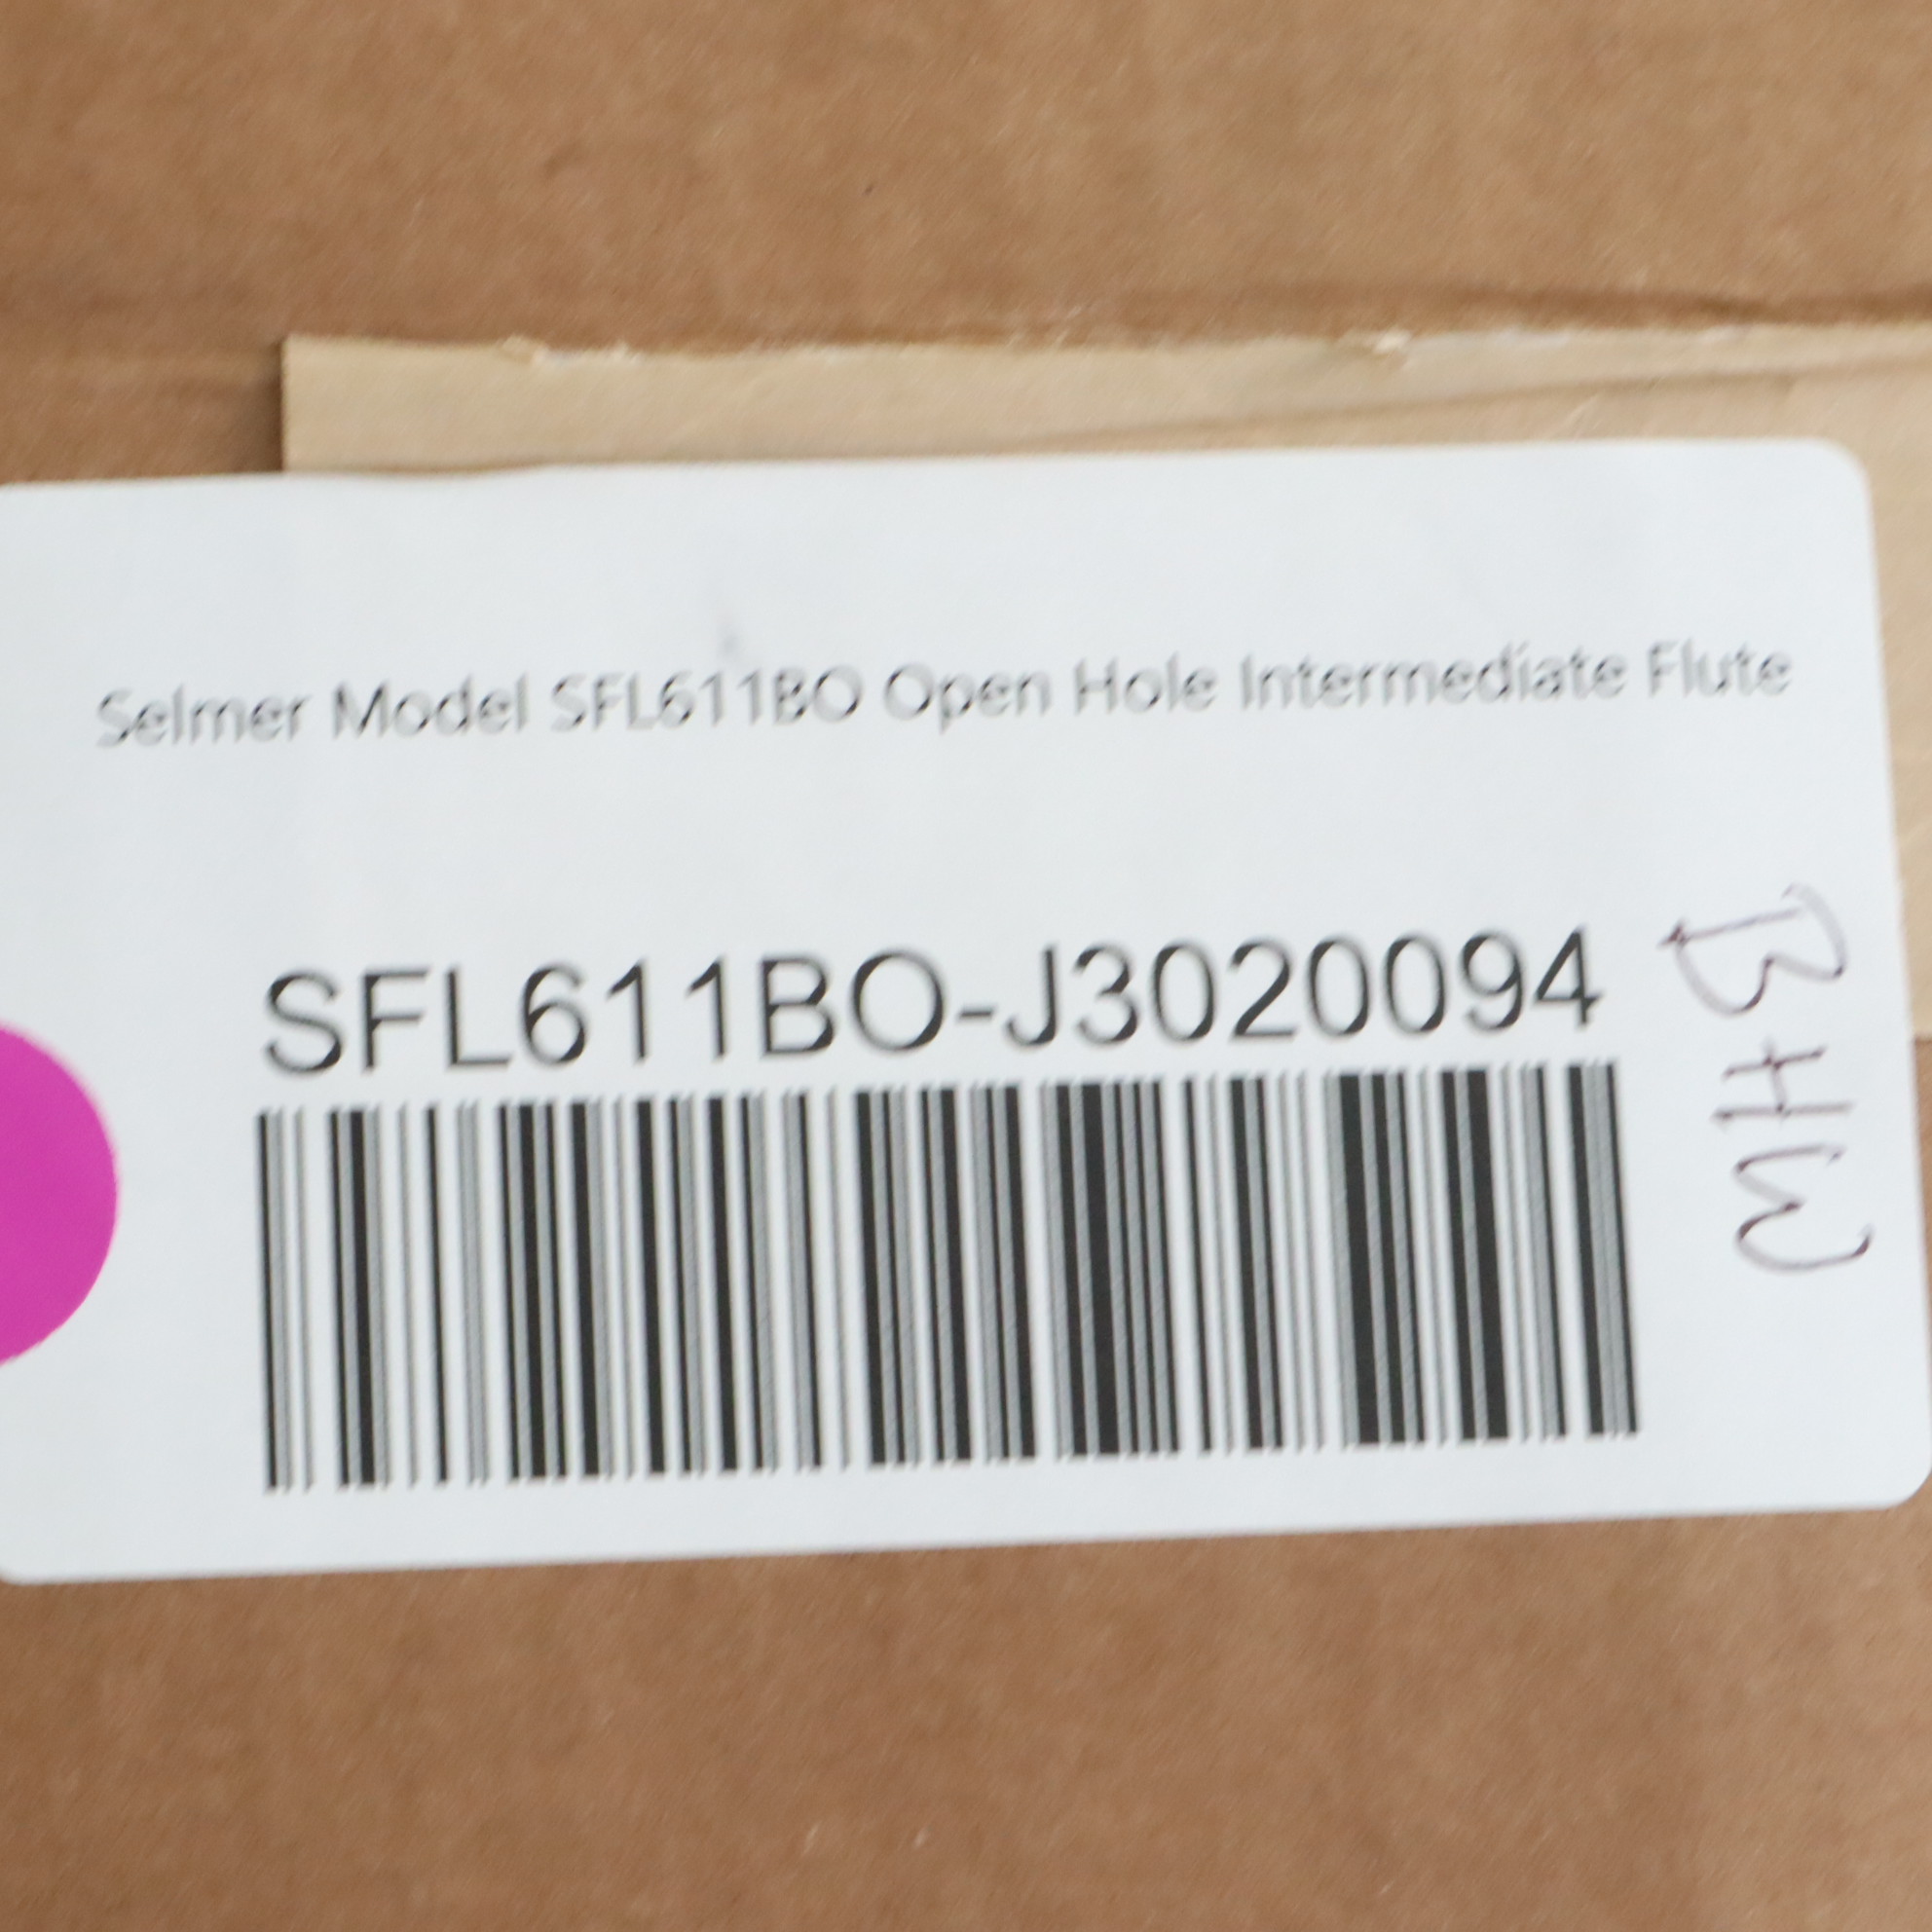 Selmer Model SFL611BO Open Hole Intermediate Flute
SFL611BO-J3020094
BHW